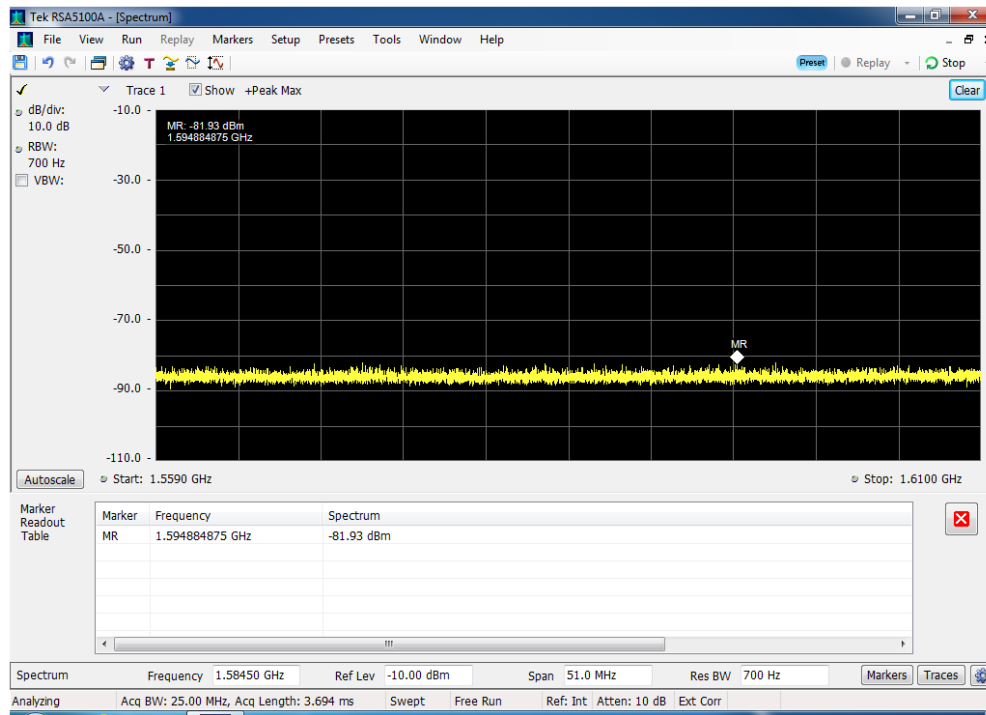 Tek RSA5100A - [Spectrum]
File View Run Replay Markers Setup Presets Tools Window Help
T Preset Replay Stop
Trace 1 Show +Peak Max Clear
dB/div:
10.0 dB
RBW:
700 Hz
VBW:
-10.0
MR: -81.93 dBm
1.594884875 GHz
-30.0
-50.0
-70.0
MR
-90.0
-110.0
Autoscale Start: 1.5590 GHz Stop: 1.6100 GHz
Marker
Readout
Table
Marker Frequency Spectrum
MR 1.594884875 GHz -81.93 dBm
Spectrum Frequency 1.58450 GHz Ref Lev -10.00 dBm Span 51.0 MHz Res BW 700 Hz Markers Traces
Analyzing Acq BW: 25.00 MHz, Acq Length: 3.694 ms Swept Free Run Ref: Int Atten: 10 dB Ext Corr